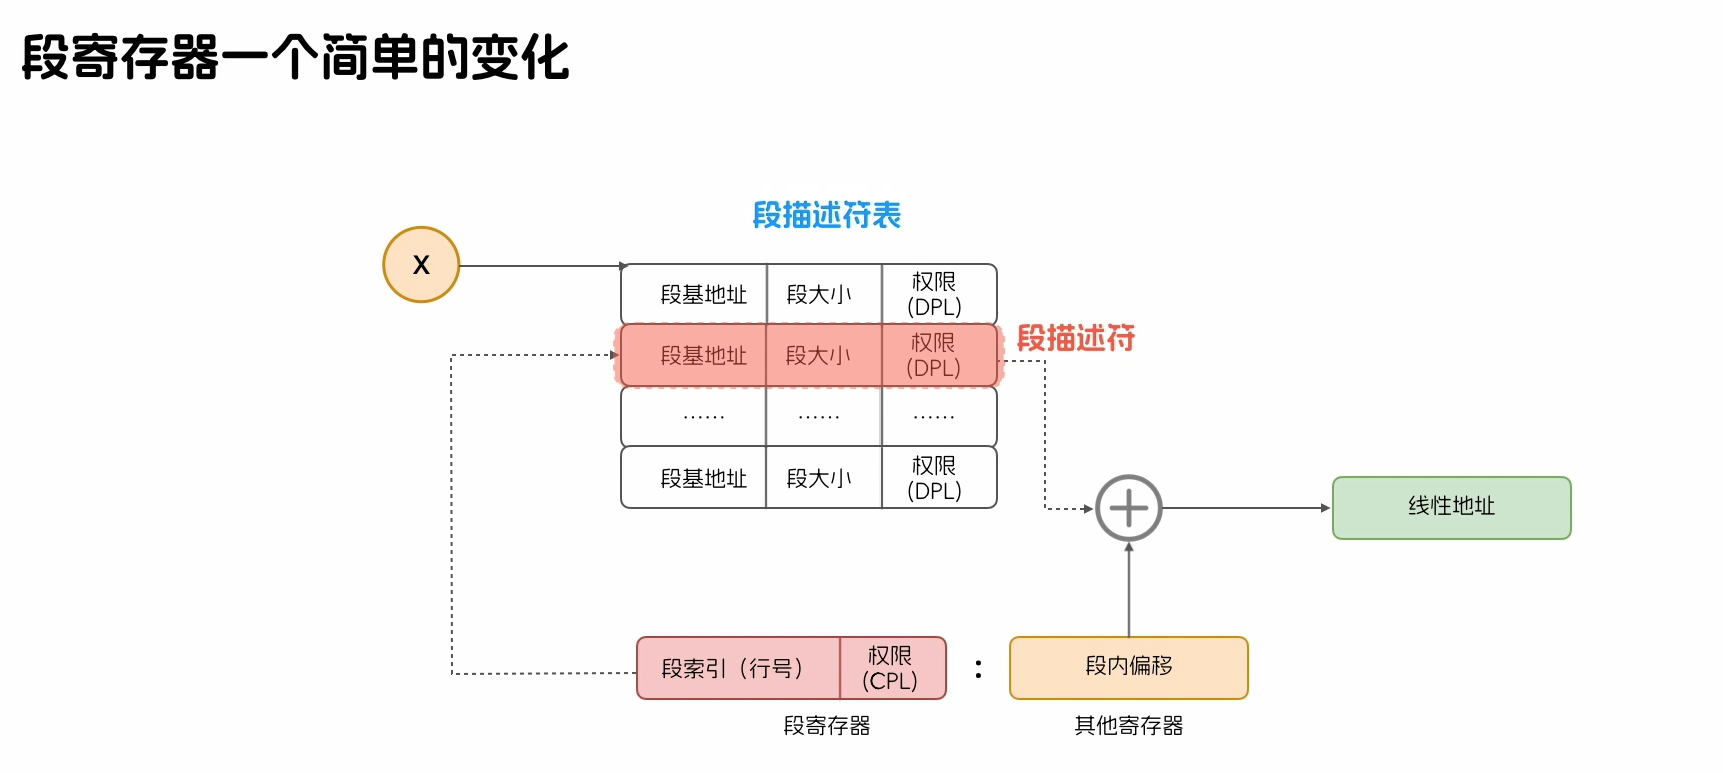 段寄存器一个简单的变化
段描述符表
X
段基地址 段大小 权限
(DPL)
段描述符
段基地址 段大小 权限
(DPL)
…… …… ……
段基地址 段大小 权限
(DPL)
线性地址
段索引（行号） 权限
(CPL)
:
段内偏移
段寄存器
其他寄存器